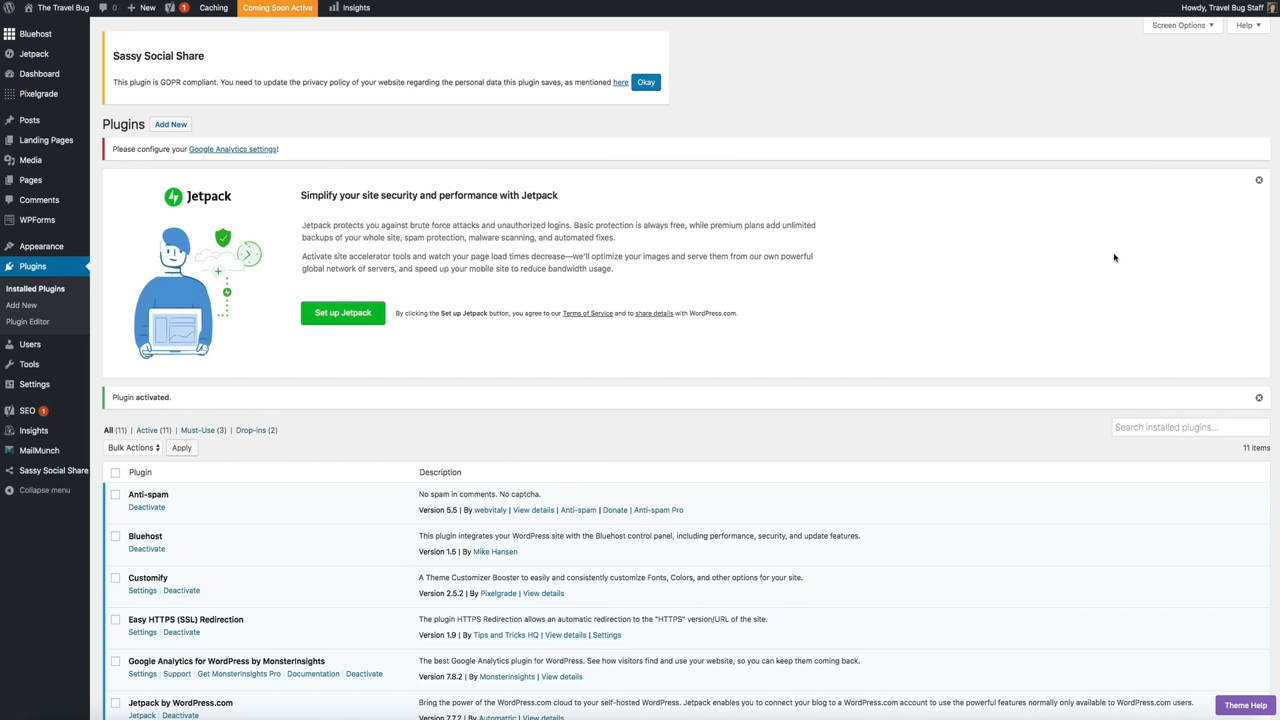 The Travel Bug 0 New 1 Caching Coming Soon Active Insights Howdy, Travel Bug Staff
Screen Options ▼ Help ▼
Bluehost
Jetpack
Dashboard
Pixelgrade
Posts
Landing Pages
Media
Pages
Comments
WPForms
Appearance
Plugins
Installed Plugins
Add New
Plugin Editor
Users
Tools
Settings
SEO 1
Insights
MailMunch
Sassy Social Share
Collapse menu
Sassy Social Share
This plugin is GDPR compliant. You need to update the privacy policy of your website regarding the personal data this plugin saves, as mentioned here Okay
Plugins Add New
Please configure your Google Analytics settings!
Jetpack
Simplify your site security and performance with Jetpack
Jetpack protects you against brute force attacks and unauthorized logins. Basic protection is always free, while premium plans add unlimited
backups of your whole site, spam protection, malware scanning, and automated fixes.
Activate site accelerator tools and watch your page load times decrease—we'll optimize your images and serve them from our own powerful
global network of servers, and speed up your mobile site to reduce bandwidth usage.
Set up Jetpack By clicking the Set up Jetpack button, you agree to our Terms of Service and to share details with WordPress.com.
Plugin activated.
All (11) | Active (11) | Must-Use (3) | Drop-ins (2)
Search installed plugins...
Bulk Actions Apply 11 items
Plugin Description
Anti-spam No spam in comments. No captcha.
Deactivate Version 5.5 | By webvitaly | View details | Anti-spam | Donate | Anti-spam Pro
Bluehost This plugin integrates your WordPress site with the Bluehost control panel, including performance, security, and update features.
Deactivate Version 1.5 | By Mike Hansen
Customify A Theme Customizer Booster to easily and consistently customize Fonts, Colors, and other options for your site.
Settings | Deactivate Version 2.5.2 | By Pixelgrade | View details
Easy HTTPS (SSL) Redirection The plugin HTTPS Redirection allows an automatic redirection to the "HTTPS" version/URL of the site.
Settings | Deactivate Version 1.9 | By Tips and Tricks HQ | View details | Settings
Google Analytics for WordPress by MonsterInsights The best Google Analytics plugin for WordPress. See how visitors find and use your website, so you can keep them coming back.
Settings | Support | Get MonsterInsights Pro | Documentation | Deactivate Version 7.8.2 | By MonsterInsights | View details
Jetpack by WordPress.com Bring the power of the WordPress.com cloud to your self-hosted WordPress. Jetpack enables you to connect your blog to a WordPress.com account to use the powerful features normally only available to WordPress.com users.
Jetpack | Deactivate Version 7.7.2 | By Automattic | View details
Theme Help